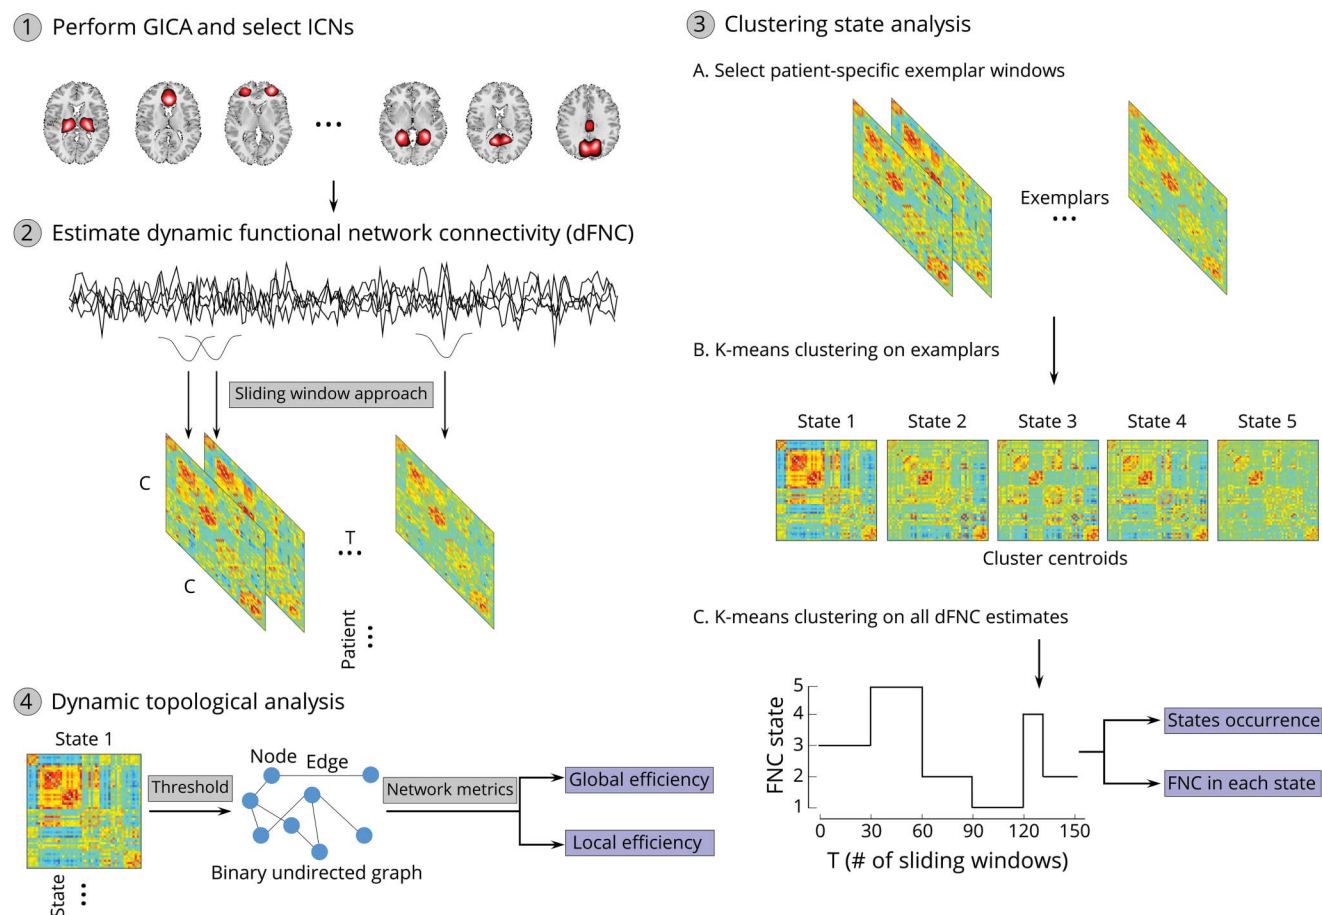 1 Perform GICA and select ICNs
...
2 Estimate dynamic functional network connectivity (dFNC)
Sliding window approach
C
C
T
...
Patient
...
3 Clustering state analysis
A. Select patient-specific exemplar windows
Exemplars
...
B. K-means clustering on examplars
State 1 State 2 State 3 State 4 State 5
Cluster centroids
C. K-means clustering on all dFNC estimates
FNC state
5
4
3
2
1
0 30 60 90 120 150
T (# of sliding windows)
States occurrence
FNC in each state
4 Dynamic topological analysis
State 1
Threshold
Node
Edge
Binary undirected graph
Network metrics
Global efficiency
Local efficiency
State
...